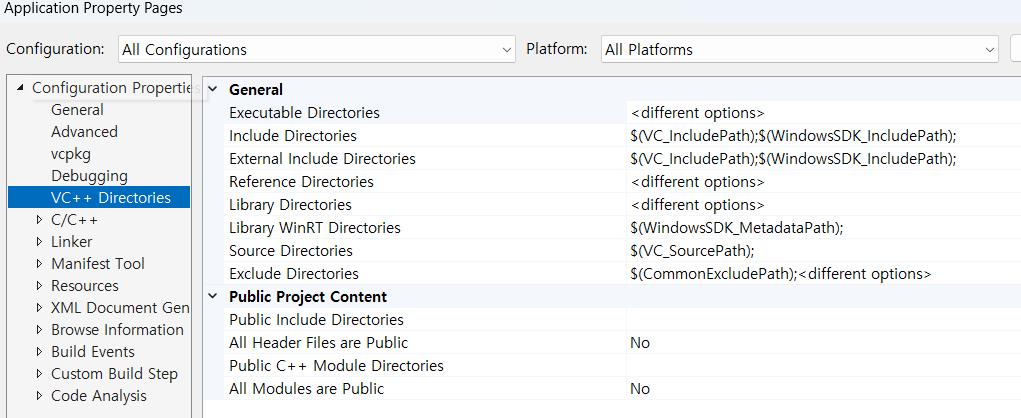 Application Property Pages
Configuration: All Configurations Platform: All Platforms
Configuration Propertie
General
Advanced
vcpkg
Debugging
VC++ Directories
C/C++
Linker
Manifest Tool
Resources
XML Document Gen
Browse Information
Build Events
Custom Build Step
Code Analysis
General
Executable Directories <different options>
Include Directories $(VC_IncludePath);$(WindowsSDK_IncludePath);
External Include Directories $(VC_IncludePath);$(WindowsSDK_IncludePath);
Reference Directories <different options>
Library Directories <different options>
Library WinRT Directories $(WindowsSDK_MetadataPath);
Source Directories $(VC_SourcePath);
Exclude Directories $(CommonExcludePath);<different options>
Public Project Content
Public Include Directories
All Header Files are Public No
Public C++ Module Directories
All Modules are Public No